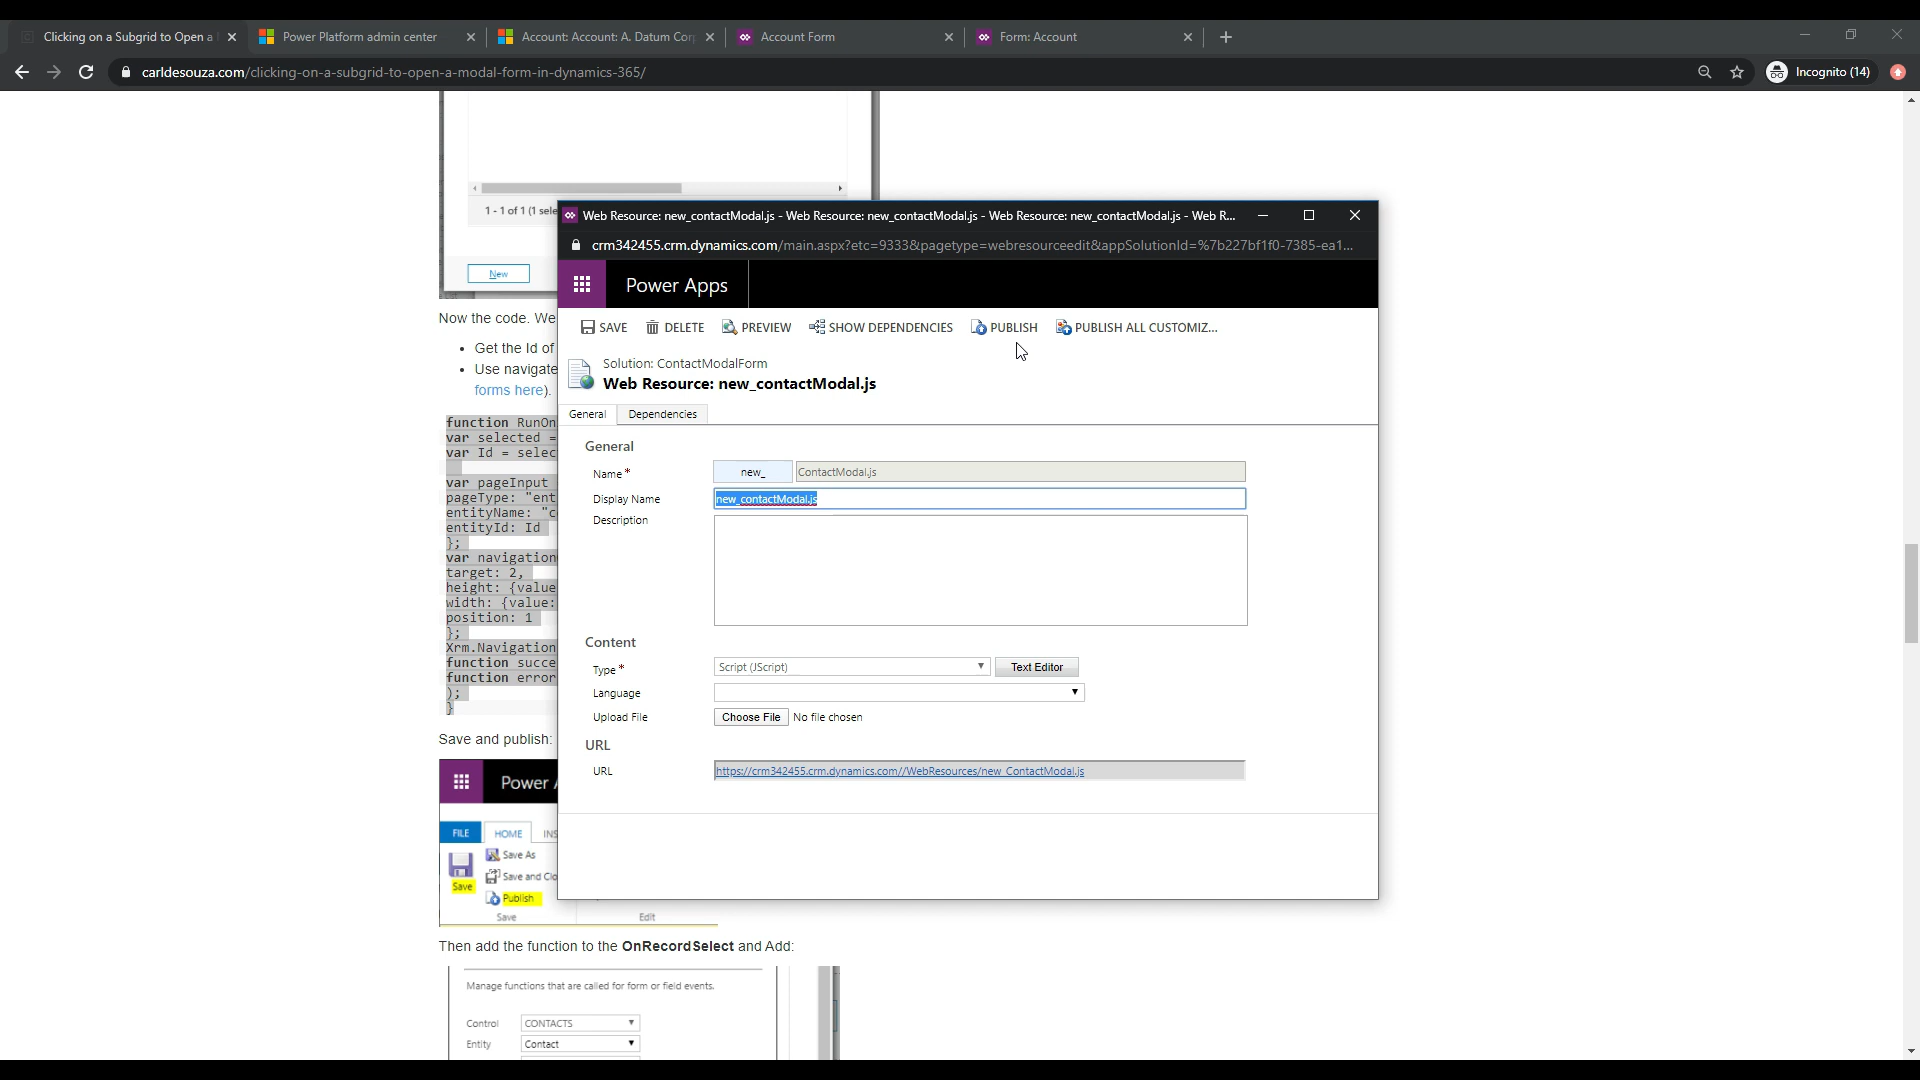 Clicking on a Subgrid to Open a
Power Platform admin center
Account: Account: A. Datum Corp
Account Form
Form: Account
carldesouza.com/clicking-on-a-subgrid-to-open-a-modal-form-in-dynamics-365/
Incognito (14)
1 - 1 of 1 (1 sele
New
Now the code. We
Get the Id of
Use navigate
forms here).
function RunOn
var selected =
var Id = selec
var pageInput
pageType: "ent
entityName: "c
entityId: Id
};
var navigation
target: 2,
height: {value
width: {value:
position: 1
};
Xrm.Navigation
function succe
function error
);
}
Save and publish:
Power A
FILE
HOME
INS
Save
Save As
Save and Clo
Publish
Save
Edit
Then add the function to the OnRecordSelect and Add:
Manage functions that are called for form or field events.
Control
CONTACTS
Entity
Contact
Web Resource: new_contactModal.js - Web Resource: new_contactModal.js - Web Resource: new_contactModal.js - Web R...
crm342455.crm.dynamics.com/main.aspx?etc=9333&pagetype=webresourceedit&appSolutionId=%7b227bf1f0-7385-ea1...
Power Apps
SAVE
DELETE
PREVIEW
SHOW DEPENDENCIES
PUBLISH
PUBLISH ALL CUSTOMIZ...
Solution: ContactModalForm
Web Resource: new_contactModal.js
General
Dependencies
General
Name*
new_
ContactModal.js
Display Name
new_contactModal.js
Description
Content
Type*
Script (JScript)
Text Editor
Language
Upload File
Choose File
No file chosen
URL
URL
https://crm342455.crm.dynamics.com//WebResources/new_ContactModal.js